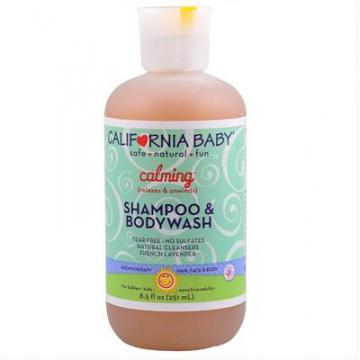 CALIFORNIA BABY®
safe • natural • fun
calming
(relaxes & unwinds)
SHAMPOO &
BODYWASH
TEAR FREE • NO SULFATES
NATURAL CLEANSERS
FRENCH LAVENDER
AROMATHERAPY HAIR, FACE & BODY
• for babies • kids • sensitive adults •
8.5 fl oz (251 mL)